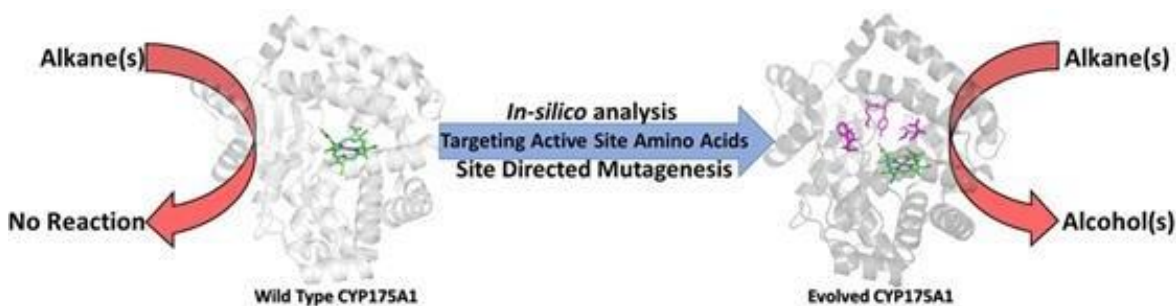 Alkane(s)
No Reaction
Wild Type CYP175A1
In-silico analysis
Targeting Active Site Amino Acids
Site Directed Mutagenesis
Alkane(s)
Alcohol(s)
Evolved CYP175A1